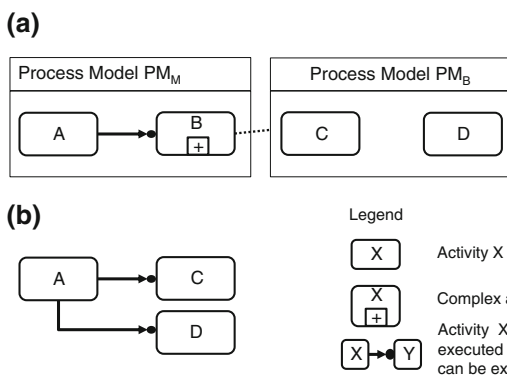 (a)
Process Model PM_M
Process Model PM_B
A
B
+
C
D
(b)
A
C
D
Legend
X
Activity X
X
+
Complex a
X
Y
Activity X
executed
can be ex